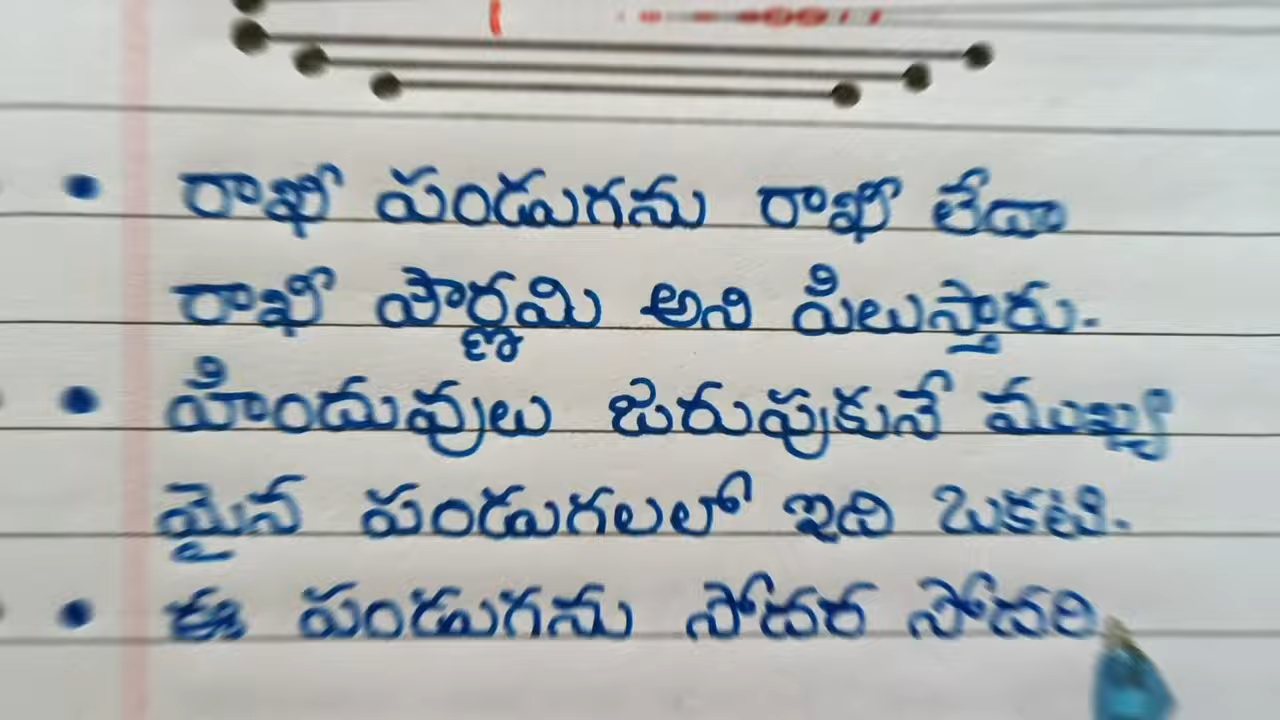 • రాఖీ పండుగను రాఖీ లేదా
రాఖీ పౌర్ణమి అని పిలుస్తారు.
• హిందువులు జరుపుకునే ముఖ్య
మైన పండుగలలో ఇది ఒకటి.
• ఈ పండుగను సోదర సోదరి